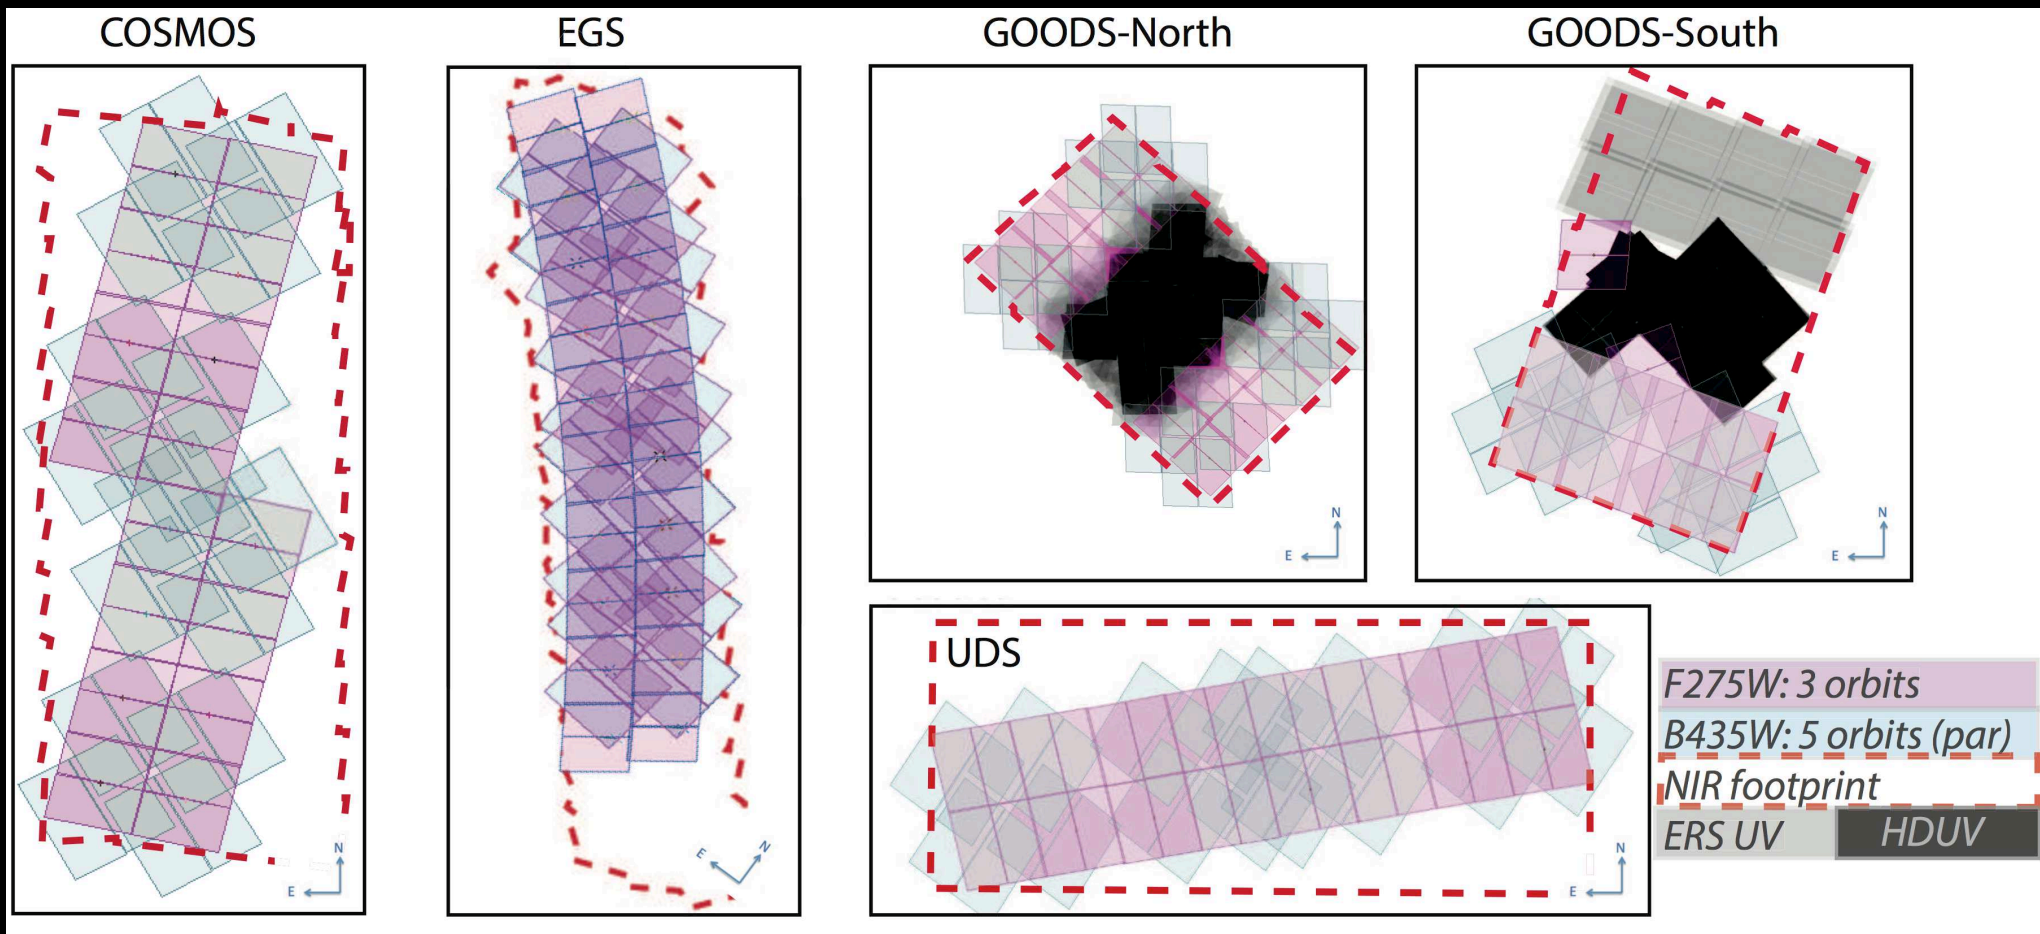 COSMOS
EGS
GOODS-North
GOODS-South
N
E
E
N
N
E
N
E
UDS
N
E
F275W: 3 orbits
B435W: 5 orbits (par)
NIR footprint
ERS UV
HDUV